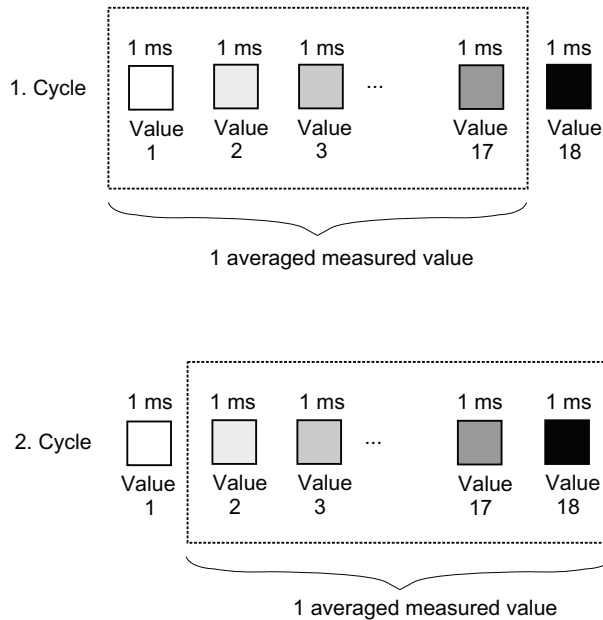 1 ms 1 ms 1 ms 1 ms 1 ms
1. Cycle ...
Value Value Value Value Value
1 2 3 17 18
1 averaged measured value
1 ms 1 ms 1 ms 1 ms 1 ms
2. Cycle ...
Value Value Value Value Value
1 2 3 17 18
1 averaged measured value